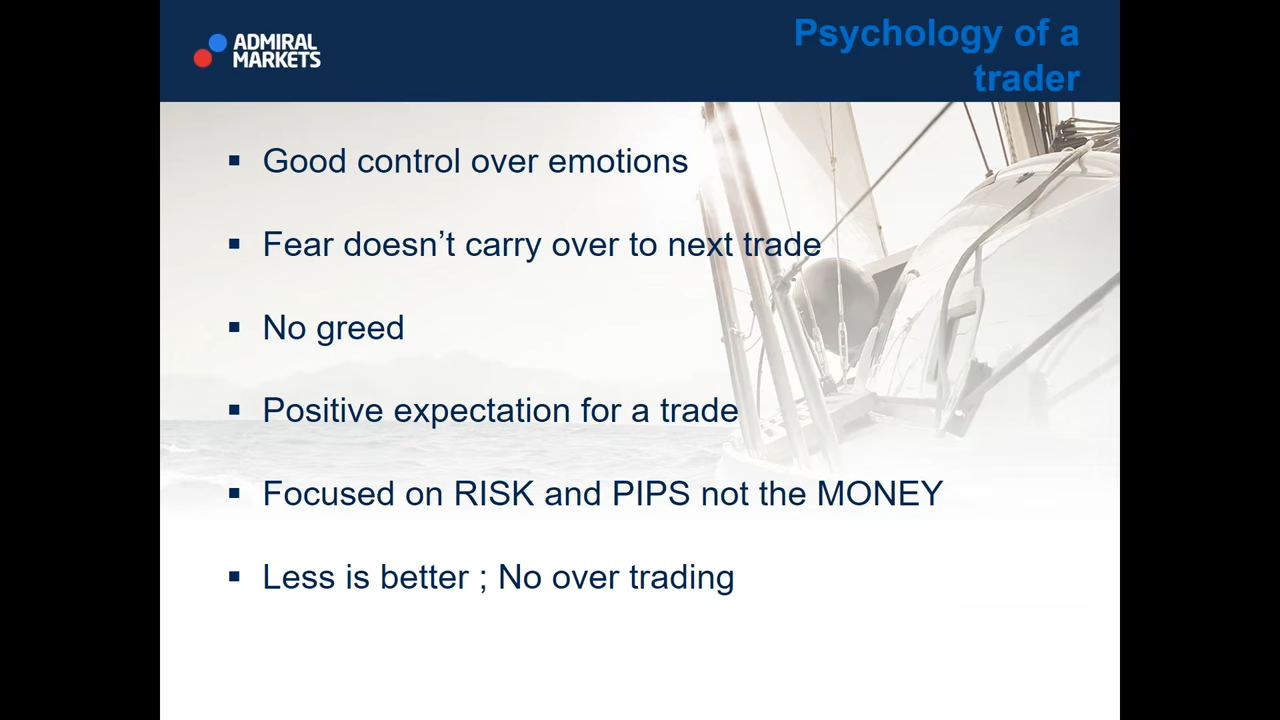 ADMIRAL
MARKETS
Psychology of a
trader
▪ Good control over emotions
▪ Fear doesn’t carry over to next trade
▪ No greed
▪ Positive expectation for a trade
▪ Focused on RISK and PIPS not the MONEY
▪ Less is better ; No over trading